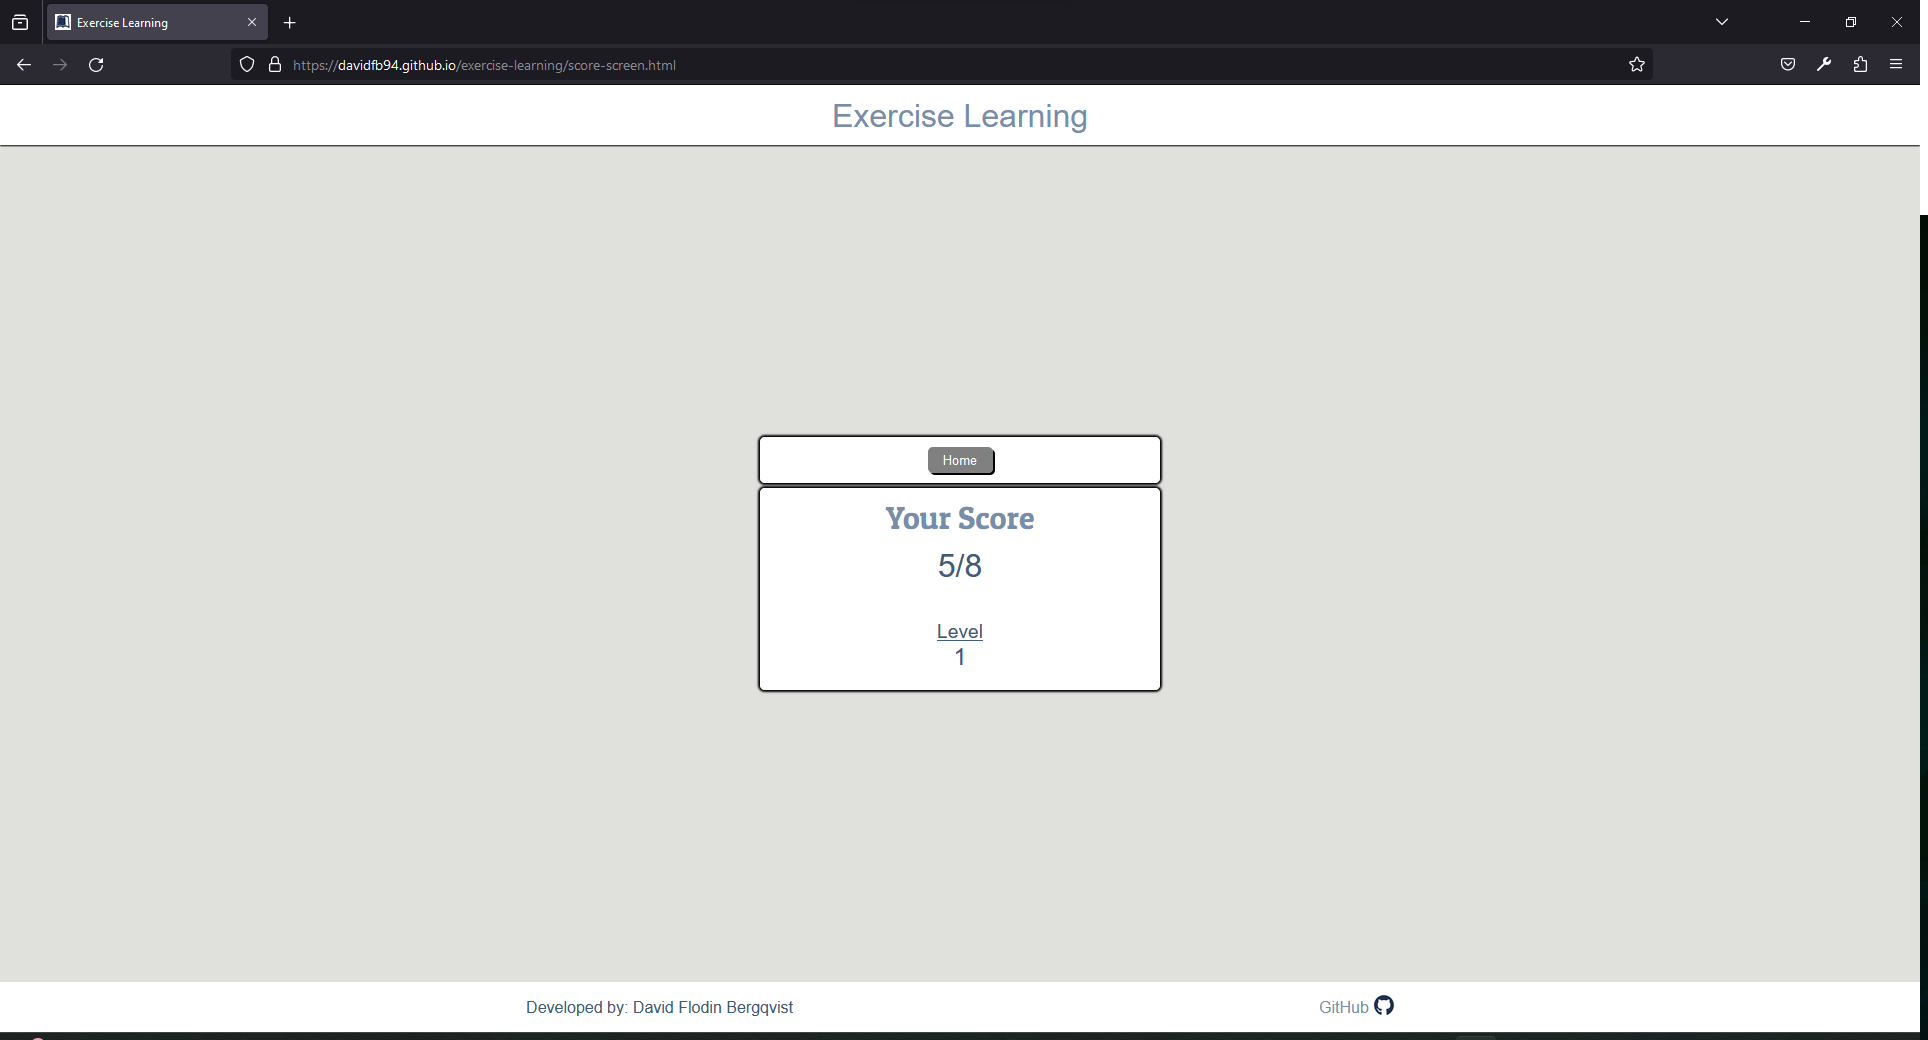 Exercise Learning
https://davidfb94.github.io/exercise-learning/score-screen.html
Exercise Learning
Home
Your Score
5/8
Level
1
Developed by: David Flodin Bergqvist
GitHub